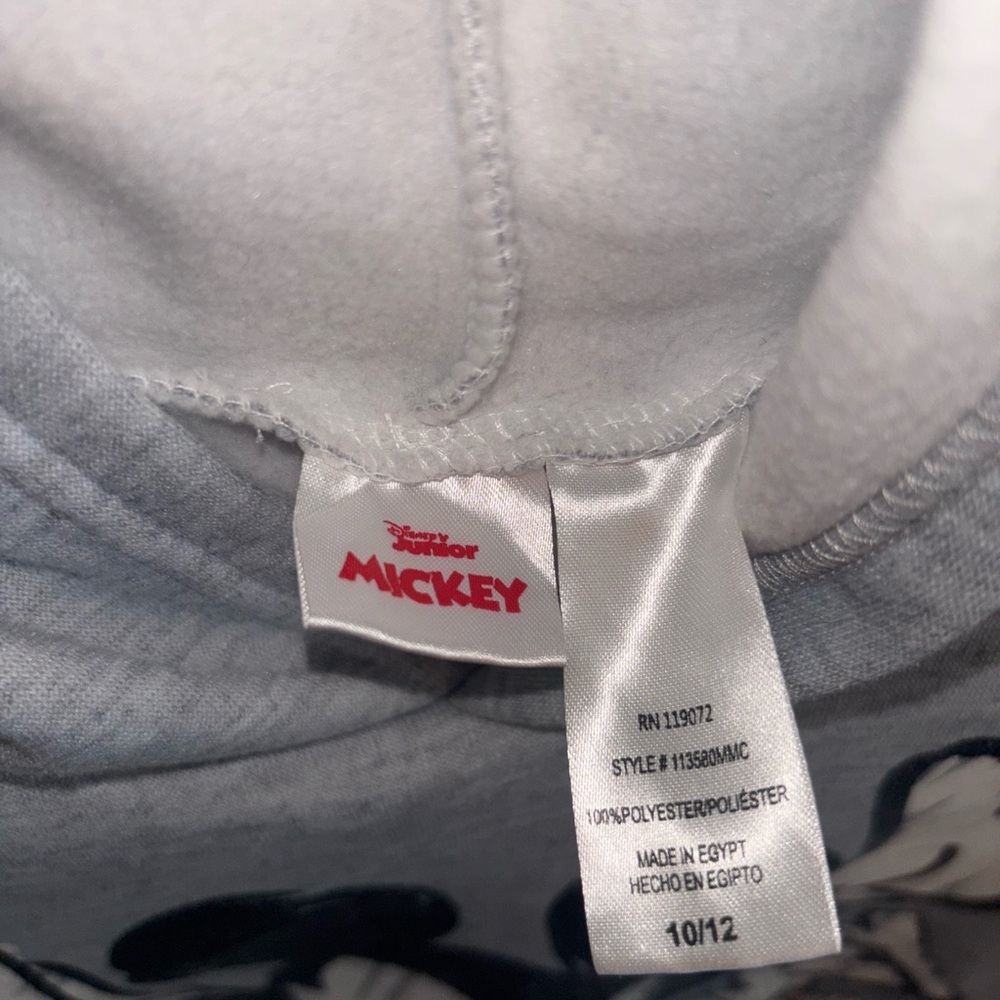 Disney
Junior
MICKEY
RN 119072
STYLE # 113580MMC
100%POLYESTER/POLIÉSTER
MADE IN EGYPT
HECHO EN EGIPTO
10/12